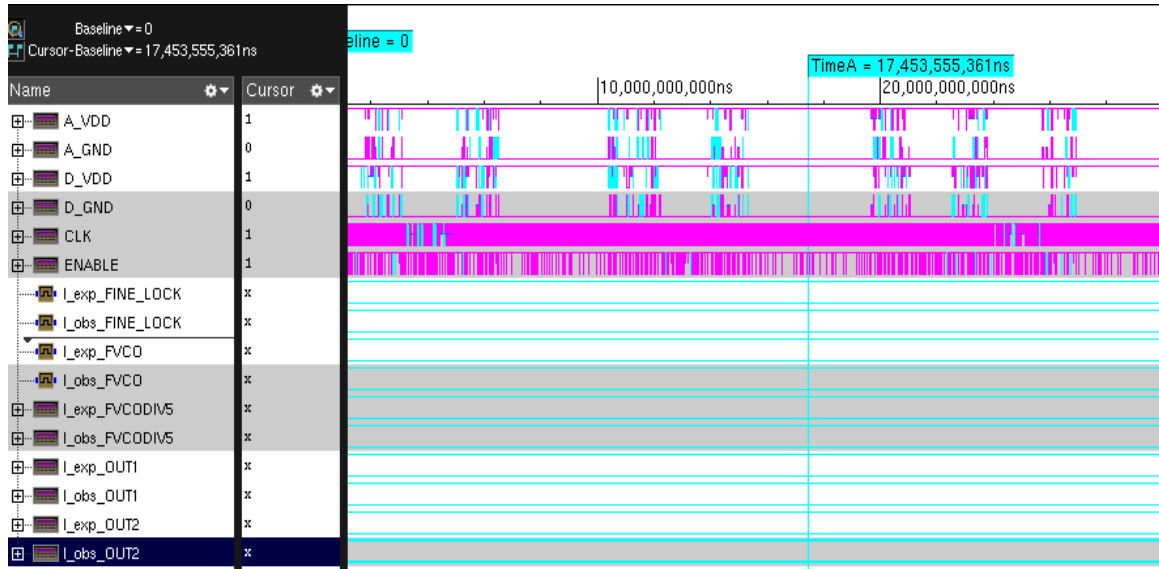 Baseline▼= 0
Cursor-Baseline▼= 17,453,555,361ns
eline = 0
TimeA = 17,453,555,361ns
10,000,000,000ns
20,000,000,000ns
Name
Cursor
A_VDD 1
A_GND 0
D_VDD 1
D_GND 0
CLK 1
ENABLE 1
I_exp_FINE_LOCK x
I_obs_FINE_LOCK x
I_exp_FVCO x
I_obs_FVCO x
I_exp_FVCODIV5 x
I_obs_FVCODIV5 x
I_exp_OUT1 x
I_obs_OUT1 x
I_exp_OUT2 x
I_obs_OUT2 x